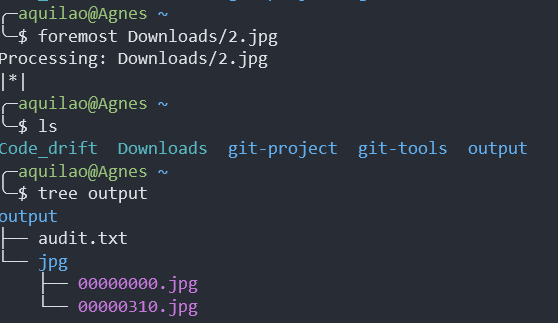 ╭─aquilao@Agnes ~
╰─$ foremost Downloads/2.jpg
Processing: Downloads/2.jpg
|*|
╭─aquilao@Agnes ~
╰─$ ls
Code_drift  Downloads  git-project  git-tools  output
╭─aquilao@Agnes ~
╰─$ tree output
output
├── audit.txt
└── jpg
    ├── 00000000.jpg
    └── 00000310.jpg